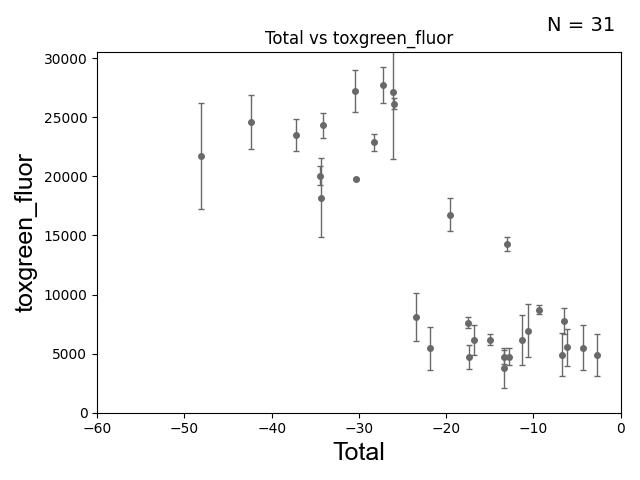 N = 31
Total vs toxgreen_fluor
30000
25000
20000
15000
10000
5000
0
toxgreen_fluor
−60 −50 −40 −30 −20 −10 0
Total